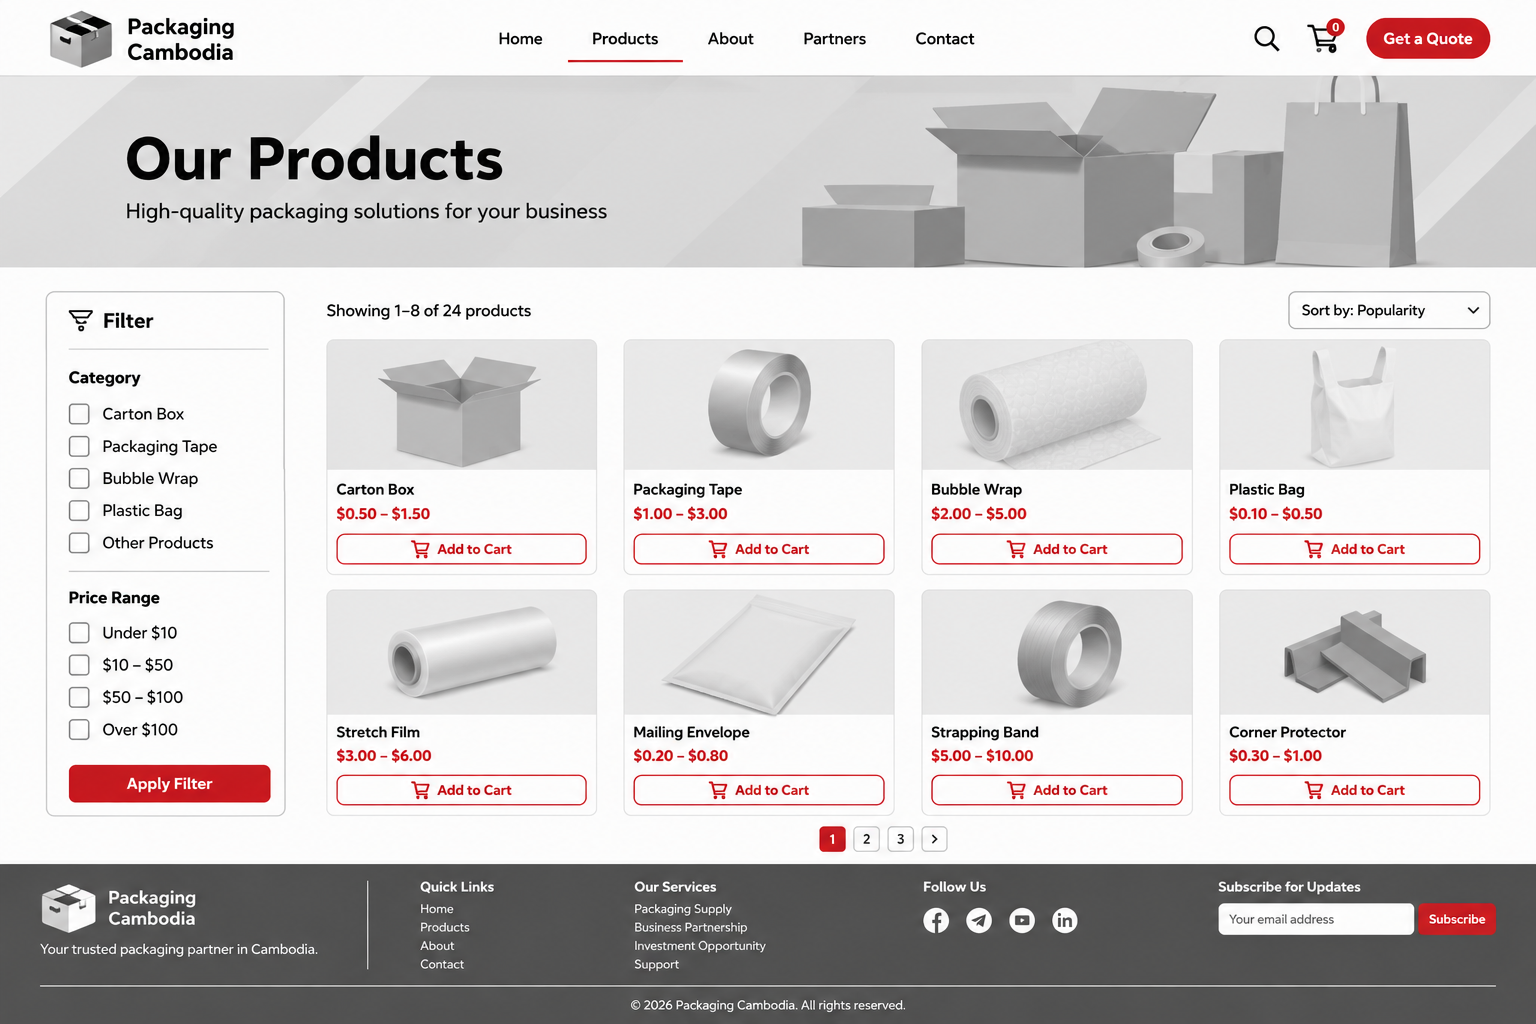 Packaging
Cambodia
Home
Products
About
Partners
Contact
0
Get a Quote
Our Products
High-quality packaging solutions for your business
Filter
Category
Carton Box
Packaging Tape
Bubble Wrap
Plastic Bag
Other Products
Price Range
Under $10
$10 – $50
$50 – $100
Over $100
Apply Filter
Showing 1–8 of 24 products
Sort by: Popularity
Carton Box
$0.50 – $1.50
Add to Cart
Packaging Tape
$1.00 – $3.00
Add to Cart
Bubble Wrap
$2.00 – $5.00
Add to Cart
Plastic Bag
$0.10 – $0.50
Add to Cart
Stretch Film
$3.00 – $6.00
Add to Cart
Mailing Envelope
$0.20 – $0.80
Add to Cart
Strapping Band
$5.00 – $10.00
Add to Cart
Corner Protector
$0.30 – $1.00
Add to Cart
1
2
3
Packaging
Cambodia
Your trusted packaging partner in Cambodia.
Quick Links
Home
Products
About
Contact
Our Services
Packaging Supply
Business Partnership
Investment Opportunity
Support
Follow Us
Subscribe for Updates
Your email address
Subscribe
© 2026 Packaging Cambodia. All rights reserved.